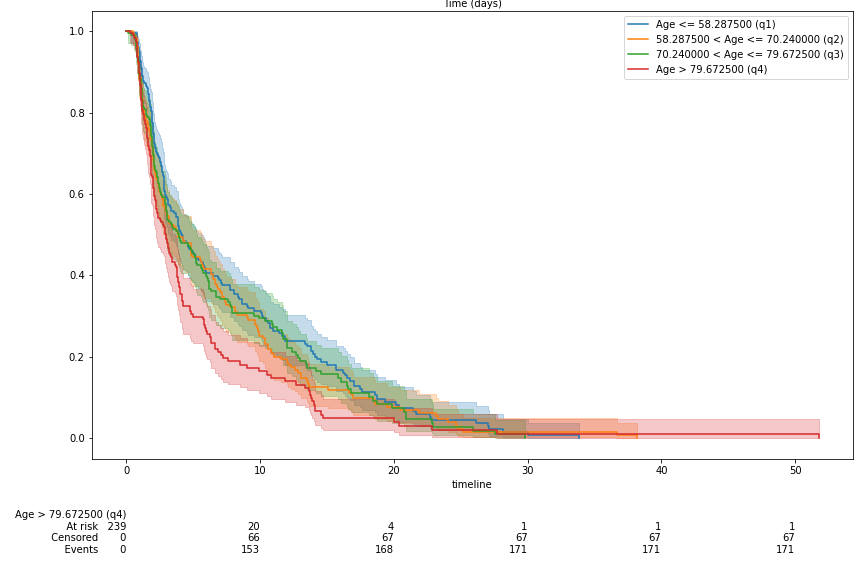 Time (days)
Age <= 58.287500 (q1)
58.287500 < Age <= 70.240000 (q2)
70.240000 < Age <= 79.672500 (q3)
Age > 79.672500 (q4)
1.0
0.8
0.6
0.4
0.2
0.0
0 10 20 30 40 50
timeline
Age > 79.672500 (q4)
At risk 239 20 4 1 1 1
Censored 0 66 67 67 67 67
Events 0 153 168 171 171 171